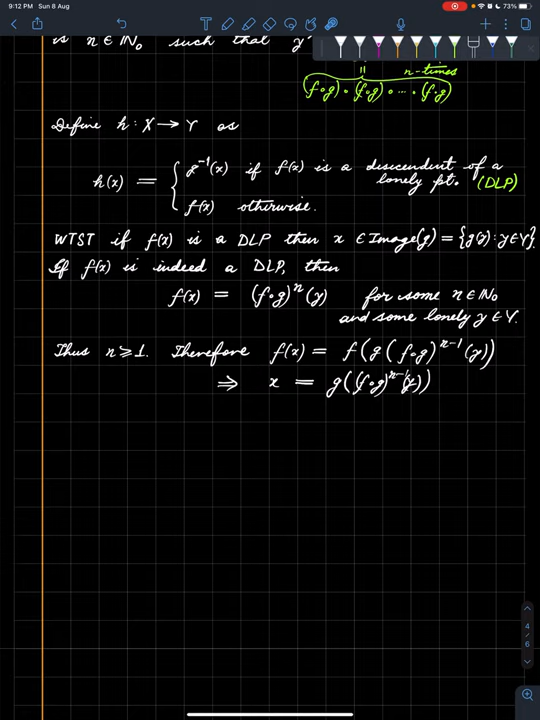 9:12 PM Sun 8 Aug
73%
is n ∈ ℕ₀ such that y'
n-times
(f∘g)∘(f∘g)∘...∘(f∘g)
Define h: X → Y as
h(x) = { g⁻¹(x) if f(x) is a descendent of a lonely pt. (DLP)
f(x) otherwise.
WTST if f(x) is a DLP then x ∈ Image(g) = {g(y): y ∈ Y}.
If f(x) is indeed a DLP, then
f(x) = (f∘g)ⁿ(y) for some n ∈ ℕ₀
and some lonely y ∈ Y.
Thus n ≥ 1. Therefore f(x) = f(g(f∘g)ⁿ⁻¹(y))
⇒ x = g((f∘g)ⁿ⁻¹(y))
4
6